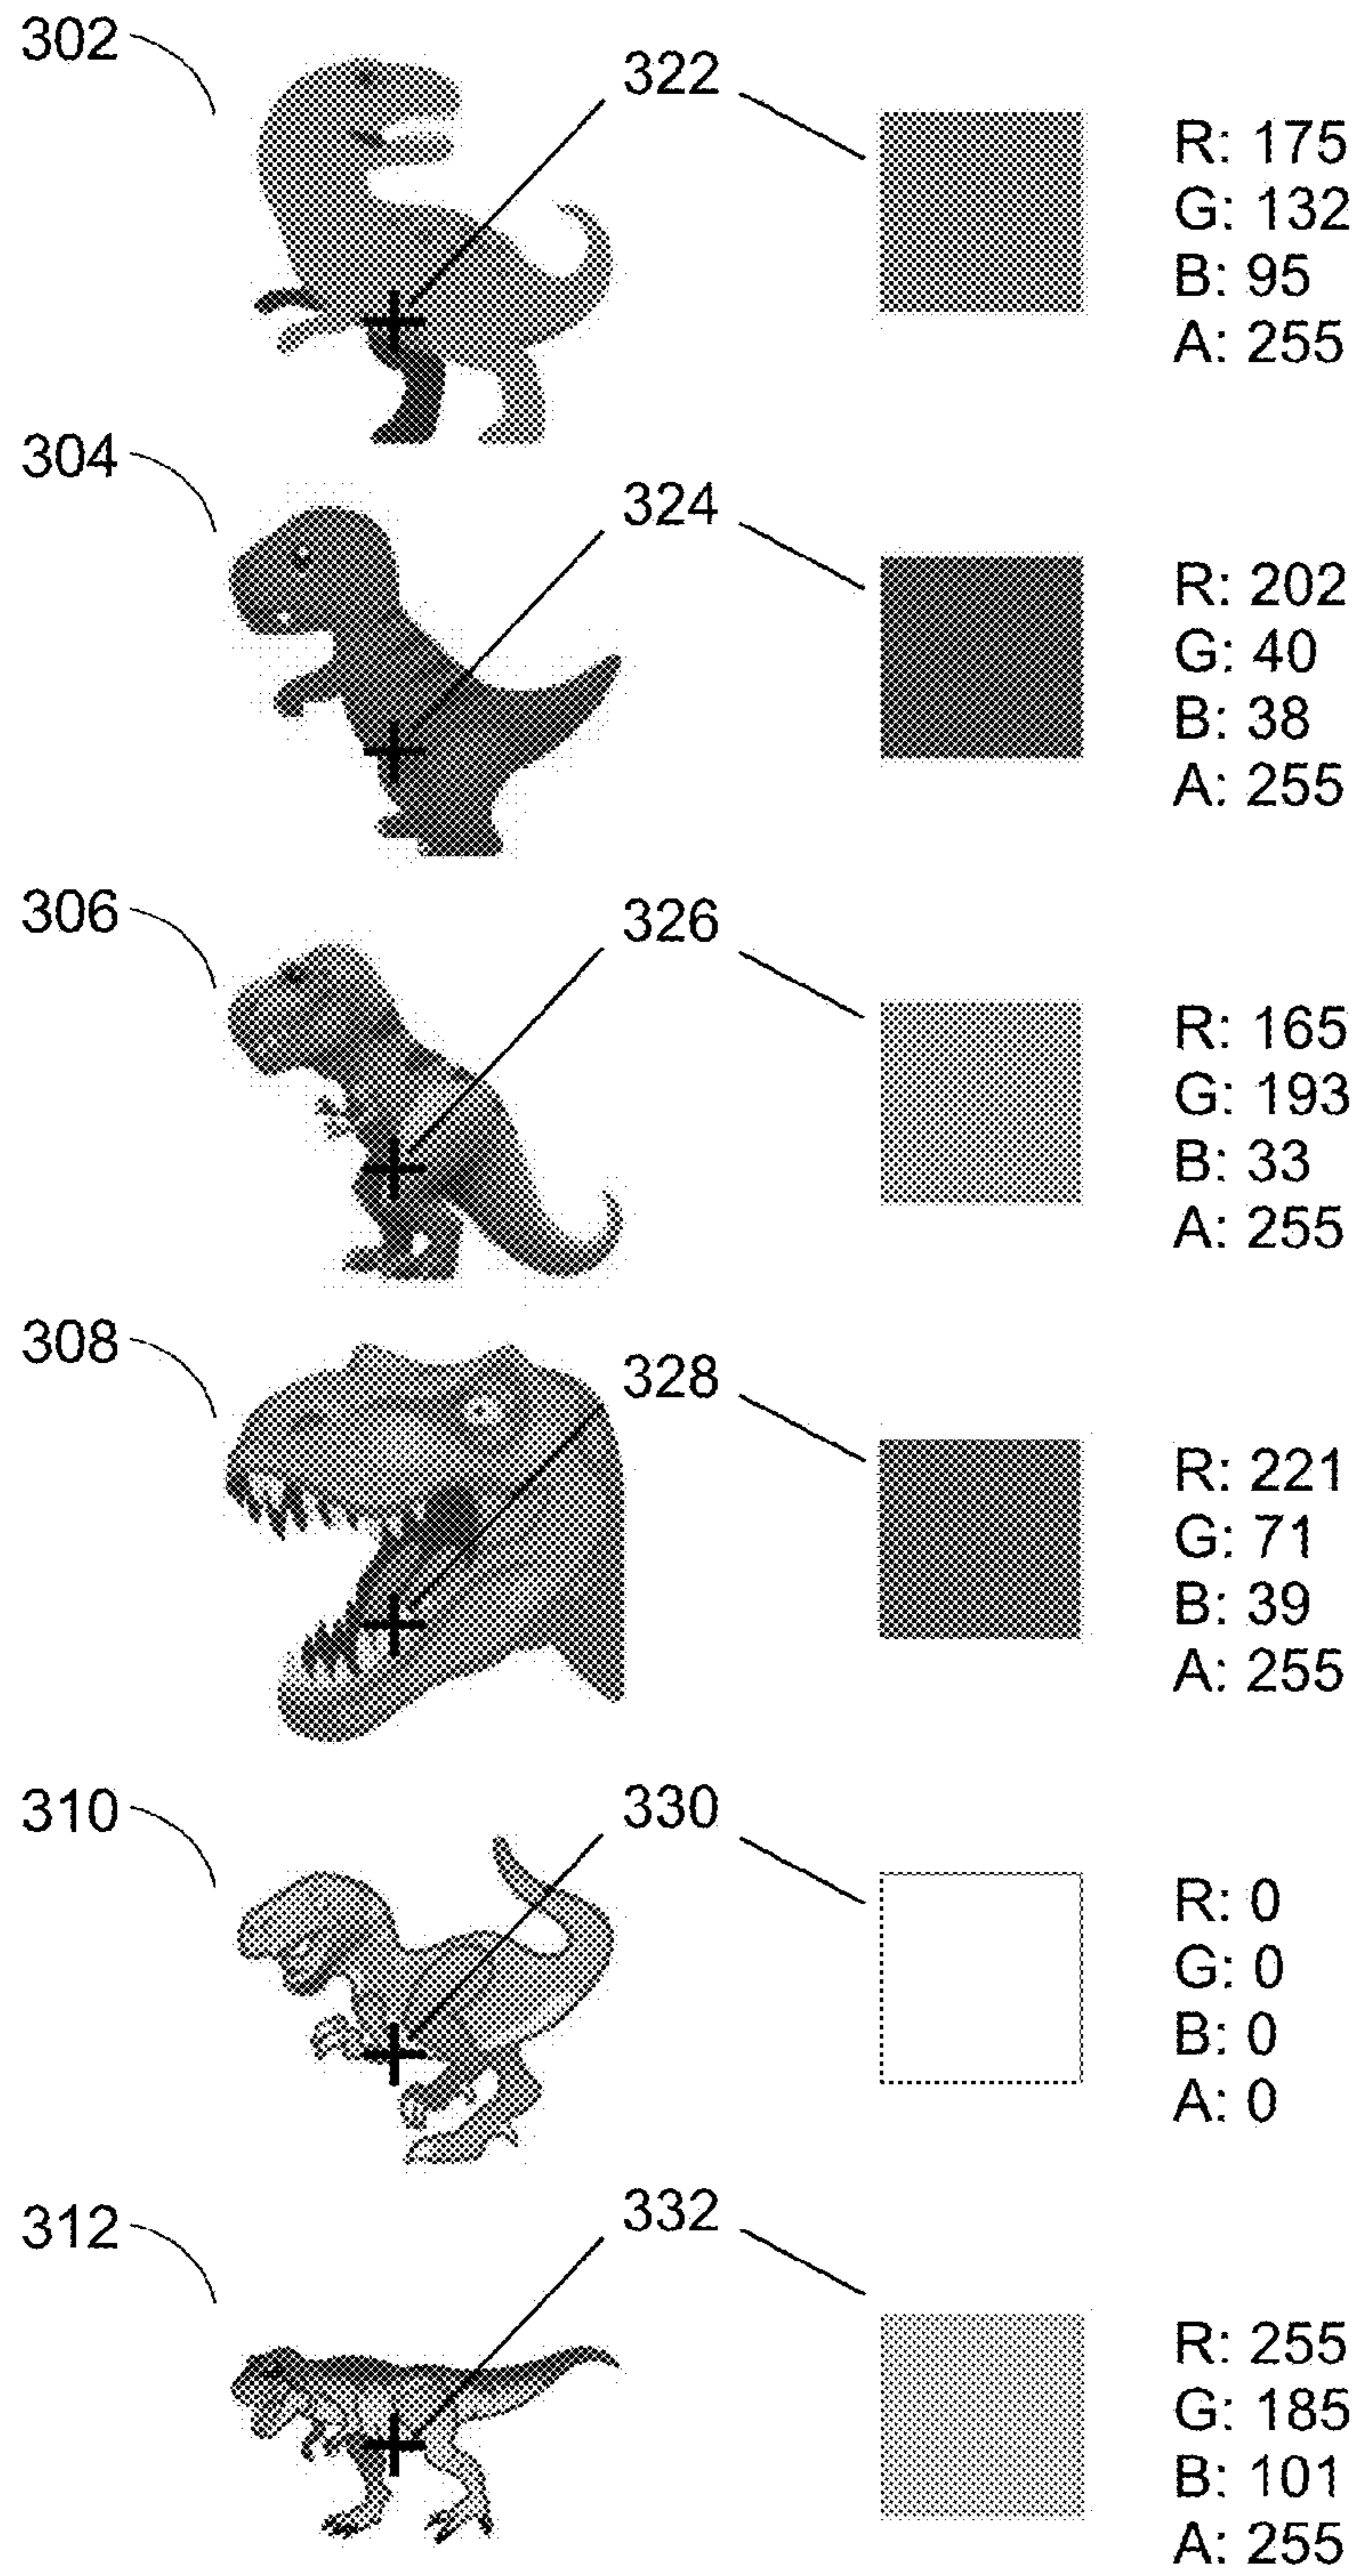 302
322
R: 175
G: 132
B: 95
A: 255
304
324
R: 202
G: 40
B: 38
A: 255
306
326
R: 165
G: 193
B: 33
A: 255
308
328
R: 221
G: 71
B: 39
A: 255
310
330
R: 0
G: 0
B: 0
A: 0
312
332
R: 255
G: 185
B: 101
A: 255